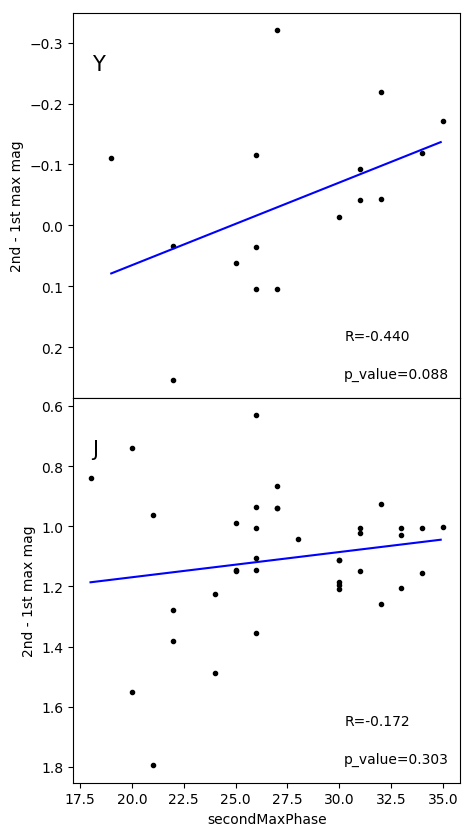 −0.3
Y
−0.2
−0.1
2nd - 1st max mag
0.0
0.1
0.2
R=-0.440
p_value=0.088
0.6
J
0.8
1.0
2nd - 1st max mag
1.2
1.4
1.6
R=-0.172
p_value=0.303
1.8
17.5 20.0 22.5 25.0 27.5 30.0 32.5 35.0
secondMaxPhase